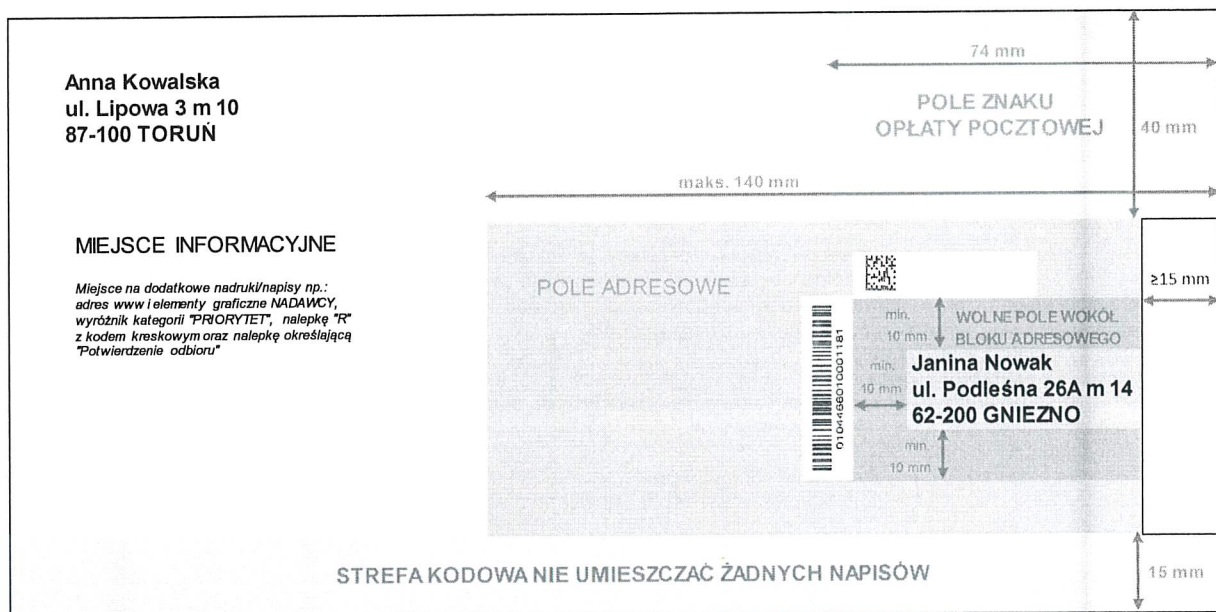 Anna Kowalska
ul. Lipowa 3 m 10
87-100 TORUŃ
74 mm
POLE ZNAKU
OPŁATY POCZTOWEJ
40 mm
maks. 140 mm
MIEJSCE INFORMACYJNE
Miejsce na dodatkowe nadruki/napisy np.:
adres www i elementy graficzne NADAWCY,
wyróżnik kategorii "PRIORYTET", nalepkę "R"
z kodem kreskowym oraz nalepkę określającą
"Potwierdzenie odbioru"
POLE ADRESOWE
≥15 mm
min.
10 mm
WOLNE POLE WOKÓŁ
BLOKU ADRESOWEGO
0104466010001181
min.
10 mm
Janina Nowak
ul. Podleśna 26A m 14
62-200 GNIEZNO
min.
10 mm
STREFA KODOWA NIE UMIESZCZAĆ ŻADNYCH NAPISÓW
15 mm